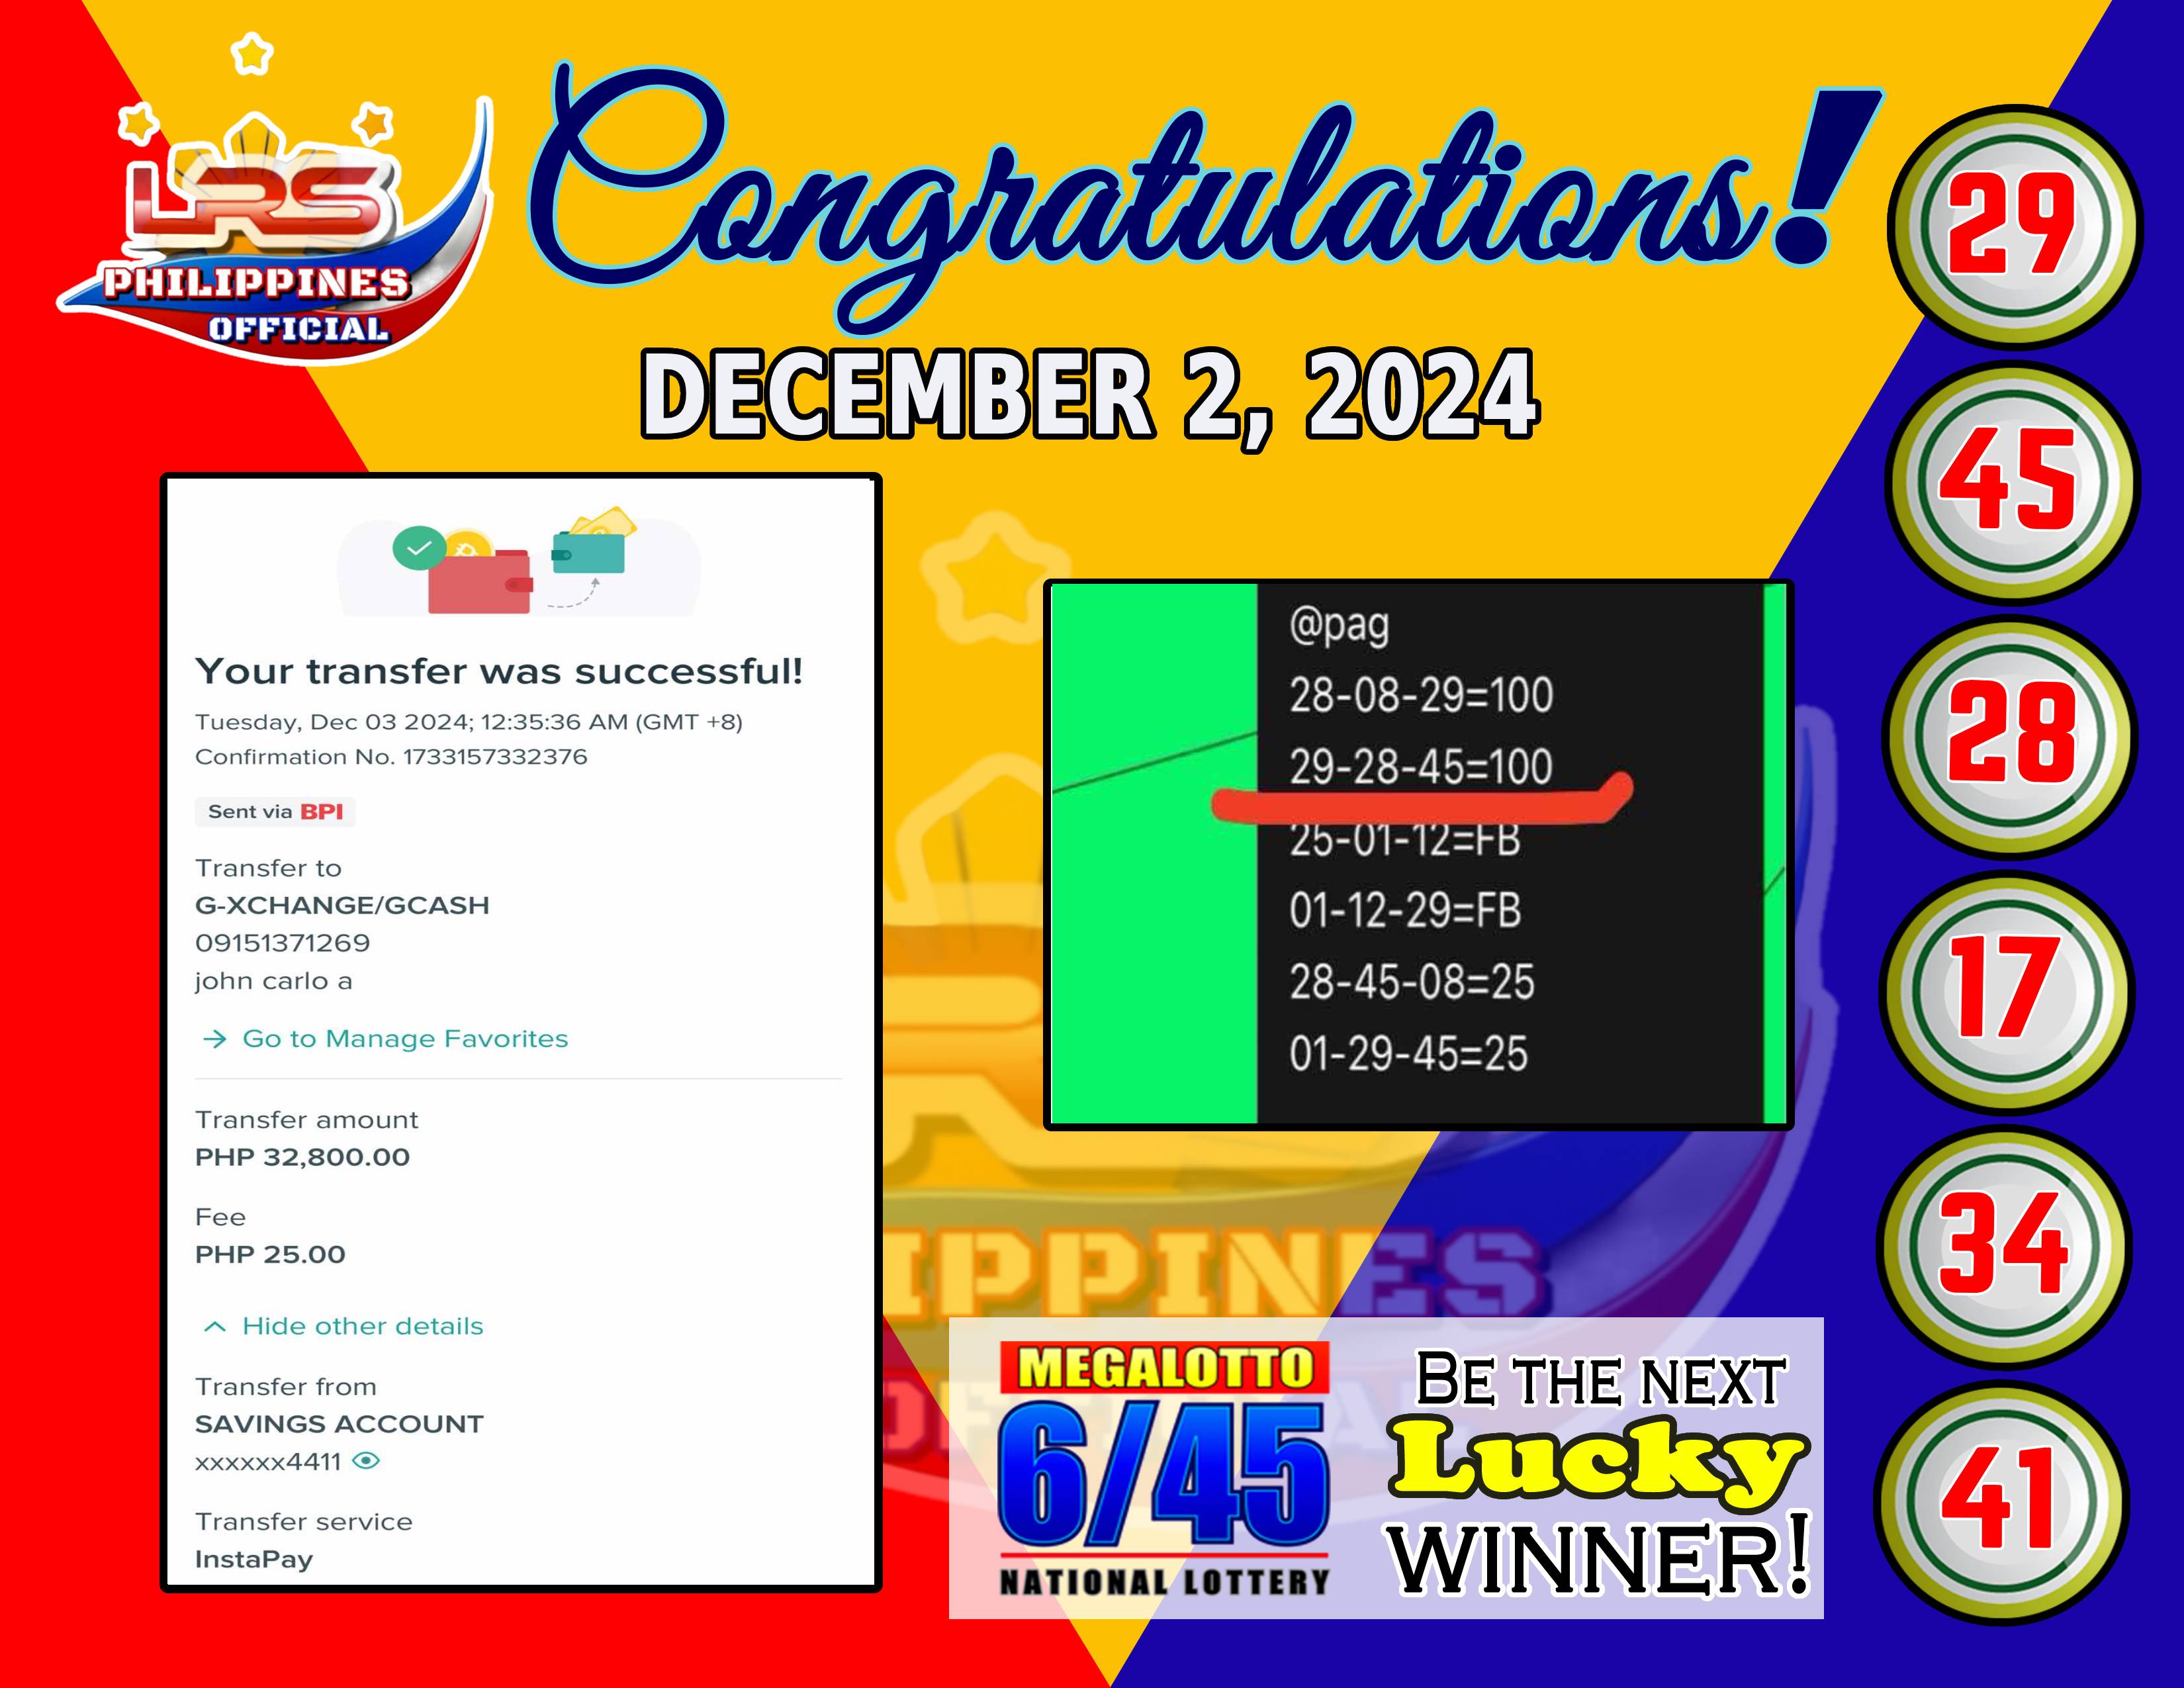 LRS
PHILIPPINES
OFFICIAL
Congratulations!
DECEMBER 2, 2024
Your transfer was successful!
Tuesday, Dec 03 2024; 12:35:36 AM (GMT +8)
Confirmation No. 1733157332376
Sent via BPI
Transfer to
G-XCHANGE/GCASH
09151371269
john carlo a
→ Go to Manage Favorites
Transfer amount
PHP 32,800.00
Fee
PHP 25.00
Hide other details
Transfer from
SAVINGS ACCOUNT
xxxxxx4411
Transfer service
InstaPay
@pag
28-08-29=100
29-28-45=100
25-01-12=FB
01-12-29=FB
28-45-08=25
01-29-45=25
MEGALOTTO
6/45
NATIONAL LOTTERY
BE THE NEXT
Lucky
WINNER!
29
45
28
17
34
41